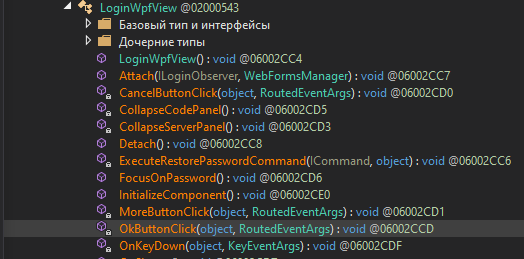 LoginWpfView @02000543
Базовый тип и интерфейсы
Дочерние типы
LoginWpfView() : void @06002CC4
Attach(ILoginObserver, WebFormsManager) : void @06002CC7
CancelButtonClick(object, RoutedEventArgs) : void @06002CD0
CollapseCodePanel() : void @06002CD5
CollapseServerPanel() : void @06002CD3
Detach() : void @06002CC8
ExecuteRestorePasswordCommand(ICommand, object) : void @06002CC6
FocusOnPassword() : void @06002CD6
InitializeComponent() : void @06002CE0
MoreButtonClick(object, RoutedEventArgs) : void @06002CD1
OkButtonClick(object, RoutedEventArgs) : void @06002CCD
OnKeyDown(object, KeyEventArgs) : void @06002CDF